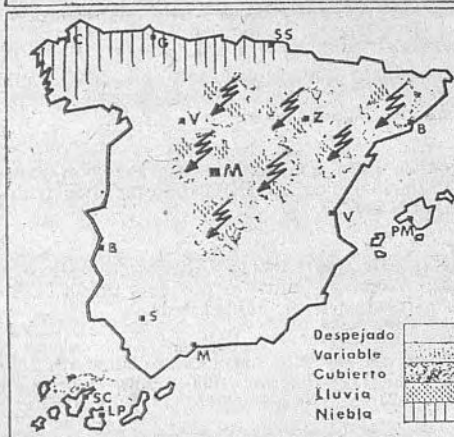 C G SS
V Z B
M
V PM
B
S
M
SC
LP
Despejado
Variable
Cubierto
Lluvia
Niebla